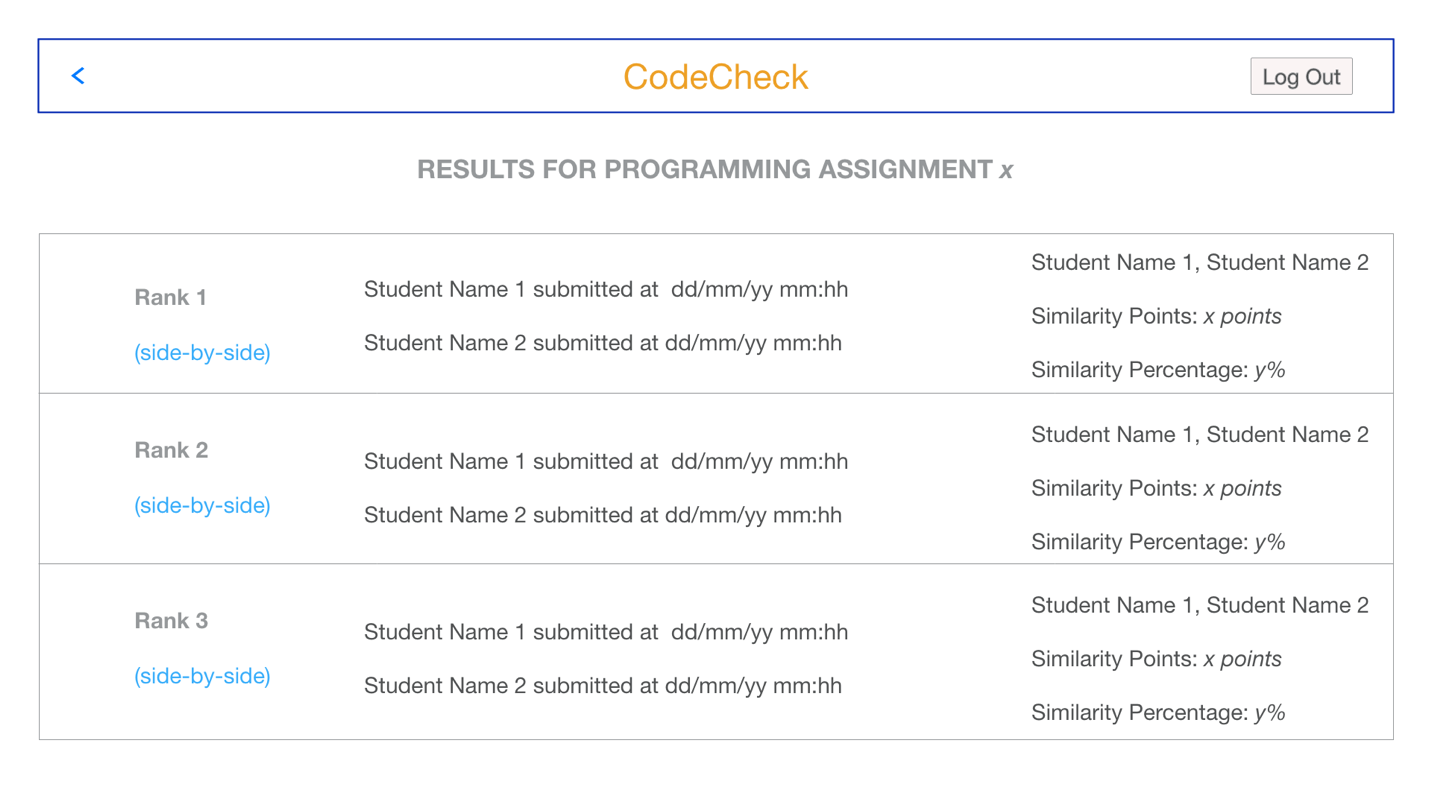 <
CodeCheck
Log Out
RESULTS FOR PROGRAMMING ASSIGNMENT x
Rank 1
(side-by-side)
Student Name 1 submitted at  dd/mm/yy mm:hh
Student Name 2 submitted at dd/mm/yy mm:hh
Student Name 1, Student Name 2
Similarity Points: x points
Similarity Percentage: y%
Rank 2
(side-by-side)
Student Name 1 submitted at  dd/mm/yy mm:hh
Student Name 2 submitted at dd/mm/yy mm:hh
Student Name 1, Student Name 2
Similarity Points: x points
Similarity Percentage: y%
Rank 3
(side-by-side)
Student Name 1 submitted at  dd/mm/yy mm:hh
Student Name 2 submitted at dd/mm/yy mm:hh
Student Name 1, Student Name 2
Similarity Points: x points
Similarity Percentage: y%